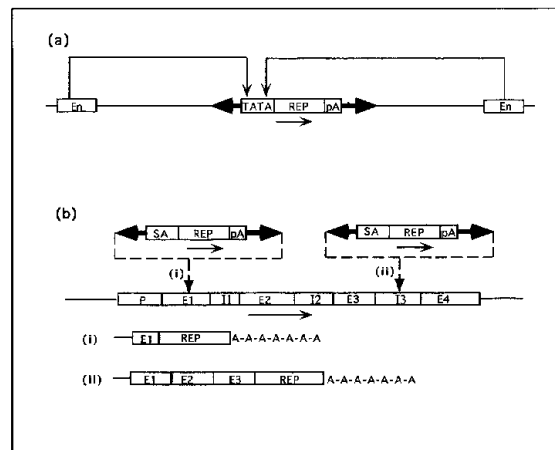 (a)
En TATA REP pA En
(b)
SA REP pA SA REP pA
(i) (ii)
P E1 I1 E2 I2 E3 I3 E4
(i) E1 REP A-A-A-A-A-A-A
(ii) E1 E2 E3 REP A-A-A-A-A-A-A